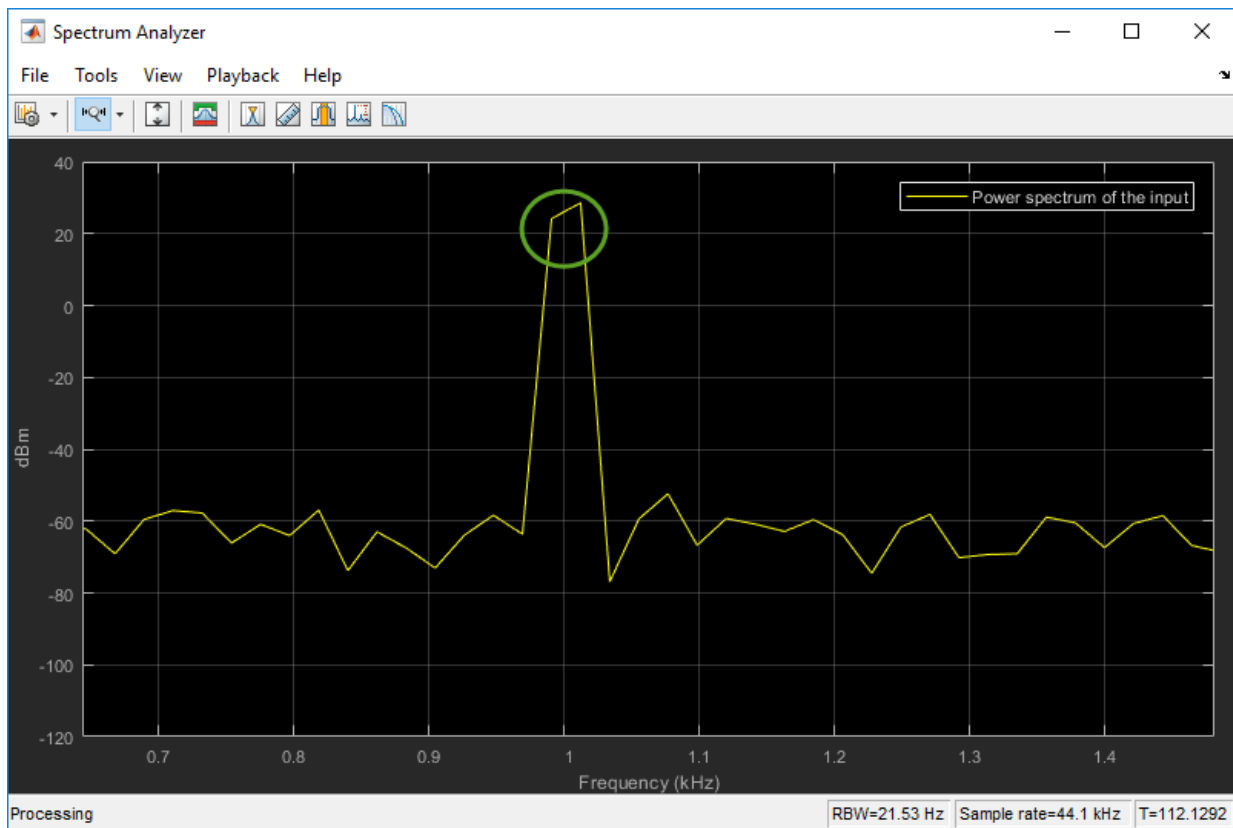 Spectrum Analyzer
File Tools View Playback Help
40
20
0
-20
-40
-60
-80
-100
-120
dBm
Power spectrum of the input
0.7 0.8 0.9 1 1.1 1.2 1.3 1.4
Frequency (kHz)
Processing RBW=21.53 Hz Sample rate=44.1 kHz T=112.1292